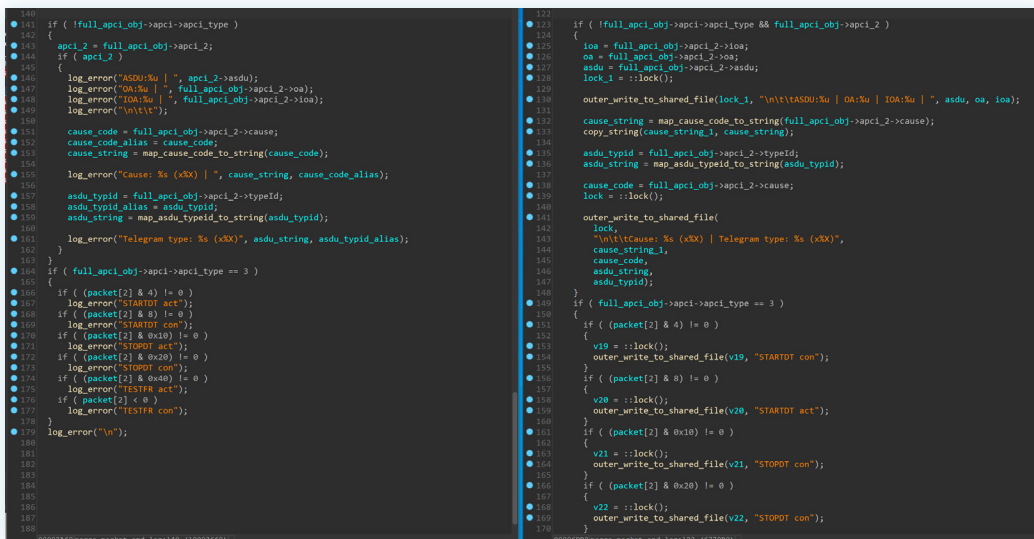 140
141 if ( !full_apci_obj->apci->apci_type )
142 {
143 apci_2 = full_apci_obj->apci_2;
144 if ( apci_2 )
145 {
146 log_error("ASDU:%u | ", apci_2->asdu);
147 log_error("OA:%u | ", full_apci_obj->apci_2->oa);
148 log_error("IOA:%u | ", full_apci_obj->apci_2->ioa);
149 log_error("\n\t\t");
150
151 cause_code = full_apci_obj->apci_2->cause;
152 cause_code_alias = cause_code;
153 cause_string = map_cause_code_to_string(cause_code);
154
155 log_error("Cause: %s (x%X) | ", cause_string, cause_code_alias);
156
157 asdu_typid = full_apci_obj->apci_2->typeId;
158 asdu_typid_alias = asdu_typid;
159 asdu_string = map_asdu_typeid_to_string(asdu_typid);
160
161 log_error("Telegram type: %s (x%X)", asdu_string, asdu_typid_alias);
162 }
163 }
164 if ( full_apci_obj->apci->apci_type == 3 )
165 {
166 if ( (packet[2] & 4) != 0 )
167 log_error("STARTDT act");
168 if ( (packet[2] & 8) != 0 )
169 log_error("STARTDT con");
170 if ( (packet[2] & 0x10) != 0 )
171 log_error("STOPDT act");
172 if ( (packet[2] & 0x20) != 0 )
173 log_error("STOPDT con");
174 if ( (packet[2] & 0x40) != 0 )
175 log_error("TESTFR act");
176 if ( packet[2] < 0 )
177 log_error("TESTFR con");
178 }
179 log_error("\n");
180
181
182
183
184
185
186
187
188
122
123 if ( !full_apci_obj->apci->apci_type && full_apci_obj->apci_2 )
124 {
125 ioa = full_apci_obj->apci_2->ioa;
126 oa = full_apci_obj->apci_2->oa;
127 asdu = full_apci_obj->apci_2->asdu;
128 lock_1 = ::lock();
129
130 outer_write_to_shared_file(lock_1, "\n\t\tASDU:%u | OA:%u | IOA:%u | ", asdu, oa, ioa);
131
132 cause_string = map_cause_code_to_string(full_apci_obj->apci_2->cause);
133 copy_string(cause_string_1, cause_string);
134
135 asdu_typid = full_apci_obj->apci_2->typeId;
136 asdu_string = map_asdu_typeid_to_string(asdu_typid);
137
138 cause_code = full_apci_obj->apci_2->cause;
139 lock = ::lock();
140
141 outer_write_to_shared_file(
142 lock,
143 "\n\t\tCause: %s (x%X) | Telegram type: %s (x%X)",
144 cause_string_1,
145 cause_code,
146 asdu_string,
147 asdu_typid);
148 }
149 if ( full_apci_obj->apci->apci_type == 3 )
150 {
151 if ( (packet[2] & 4) != 0 )
152 {
153 v19 = ::lock();
154 outer_write_to_shared_file(v19, "STARTDT con");
155 }
156 if ( (packet[2] & 8) != 0 )
157 {
158 v20 = ::lock();
159 outer_write_to_shared_file(v20, "STARTDT act");
160 }
161 if ( (packet[2] & 0x10) != 0 )
162 {
163 v21 = ::lock();
164 outer_write_to_shared_file(v21, "STOPDT con");
165 }
166 if ( (packet[2] & 0x20) != 0 )
167 {
168 v22 = ::lock();
169 outer_write_to_shared_file(v22, "STOPDT con");
170 }